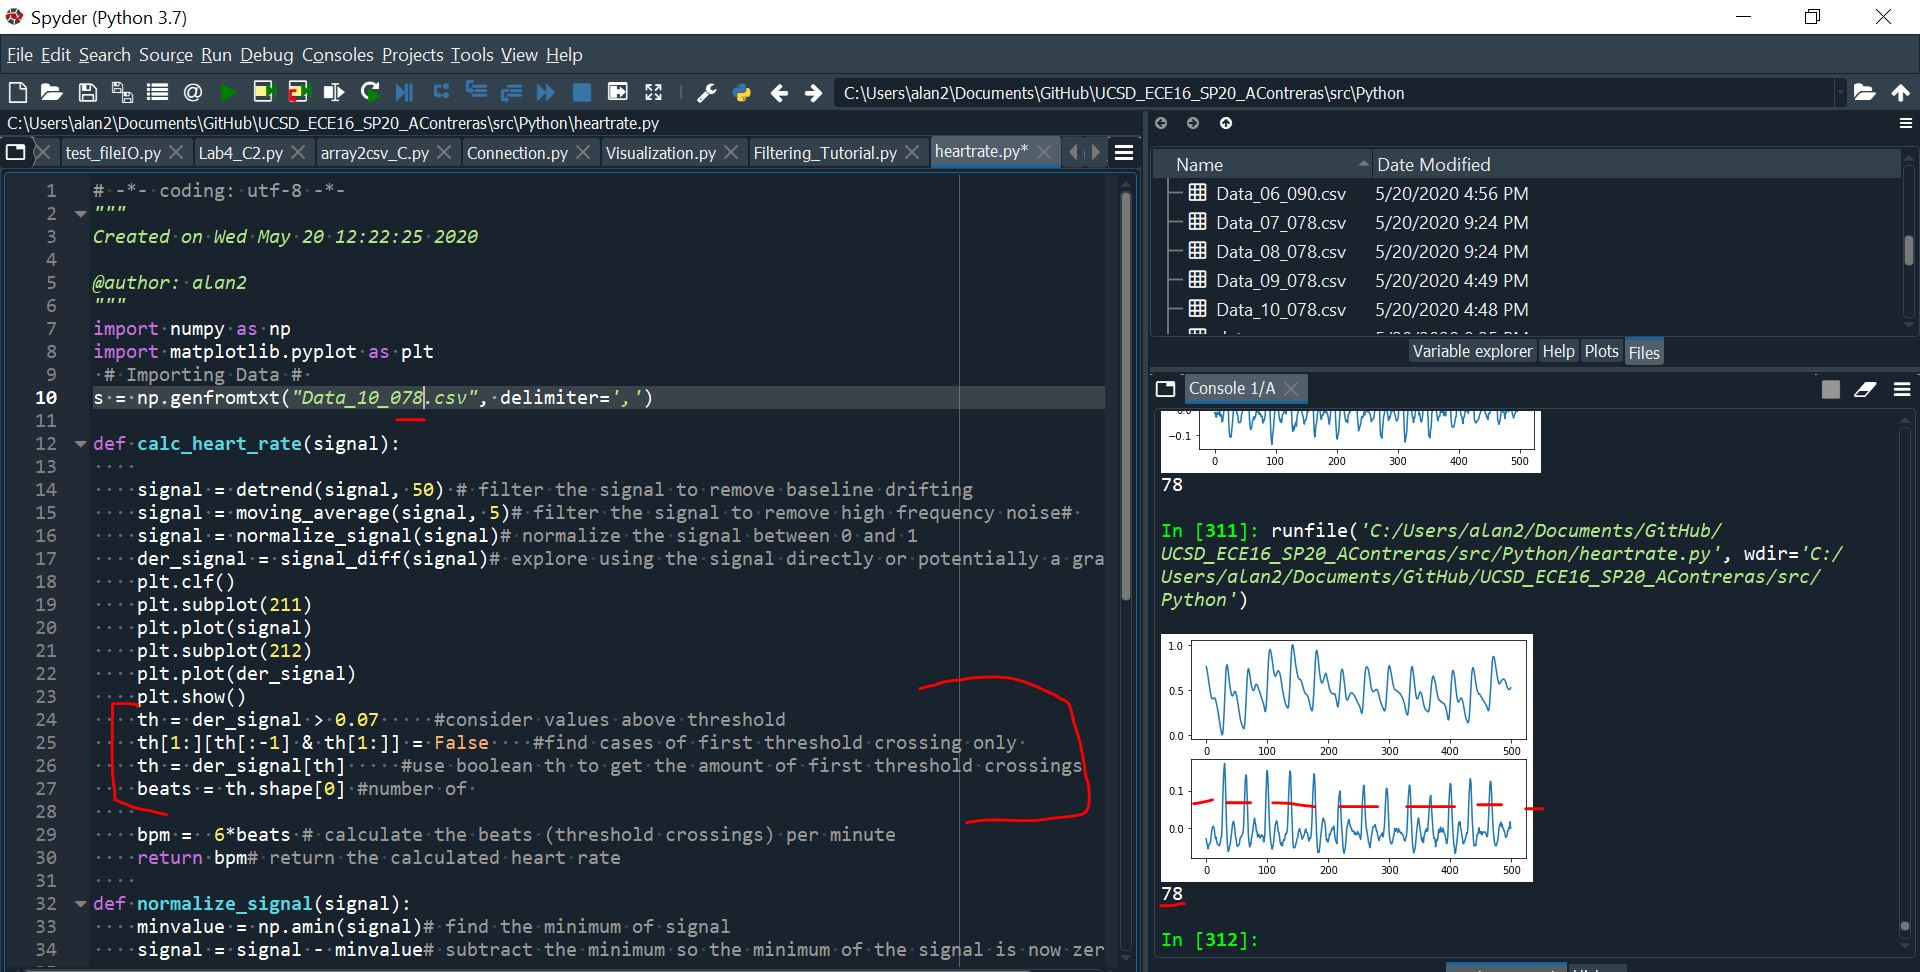 Spyder (Python 3.7)
File Edit Search Source Run Debug Consoles Projects Tools View Help
C:\Users\alan2\Documents\GitHub\UCSD_ECE16_SP20_AContreras\src\Python
C:\Users\alan2\Documents\GitHub\UCSD_ECE16_SP20_AContreras\src\Python\heartrate.py
test_fileIO.py Lab4_C2.py array2csv_C.py Connection.py Visualization.py Filtering_Tutorial.py heartrate.py*
1 # -*- coding: utf-8 -*-
2 """
3 Created on Wed May 20 12:22:25 2020
4
5 @author: alan2
6 """
7 import numpy as np
8 import matplotlib.pyplot as plt
9 # Importing Data #
10 s = np.genfromtxt("Data_10_078.csv", delimiter=',')
11
12 def calc_heart_rate(signal):
13
14 signal = detrend(signal, 50) # filter the signal to remove baseline drifting
15 signal = moving_average(signal, 5)# filter the signal to remove high frequency noise#
16 signal = normalize_signal(signal)# normalize the signal between 0 and 1
17 der_signal = signal_diff(signal)# explore using the signal directly or potentially a gra
18 plt.clf()
19 plt.subplot(211)
20 plt.plot(signal)
21 plt.subplot(212)
22 plt.plot(der_signal)
23 plt.show()
24 th = der_signal > 0.07 #consider values above threshold
25 th[1:][th[:-1] & th[1:]] = False #find cases of first threshold crossing only
26 th = der_signal[th] #use boolean th to get the amount of first threshold crossings
27 beats = th.shape[0] #number of
28
29 bpm = 6*beats # calculate the beats (threshold crossings) per minute
30 return bpm# return the calculated heart rate
31
32 def normalize_signal(signal):
33 minvalue = np.amin(signal)# find the minimum of signal
34 signal = signal - minvalue# subtract the minimum so the minimum of the signal is now zer
Name Date Modified
Data_06_090.csv 5/20/2020 4:56 PM
Data_07_078.csv 5/20/2020 9:24 PM
Data_08_078.csv 5/20/2020 9:24 PM
Data_09_078.csv 5/20/2020 4:49 PM
Data_10_078.csv 5/20/2020 4:48 PM
Variable explorer Help Plots Files
Console 1/A
−0.1
0 100 200 300 400 500
78
In [311]: runfile('C:/Users/alan2/Documents/GitHub/
UCSD_ECE16_SP20_AContreras/src/Python/heartrate.py', wdir='C:/
Users/alan2/Documents/GitHub/UCSD_ECE16_SP20_AContreras/src/
Python')
1.0
0.5
0.0
0 100 200 300 400 500
0.1
0.0
0 100 200 300 400 500
78
In [312]: